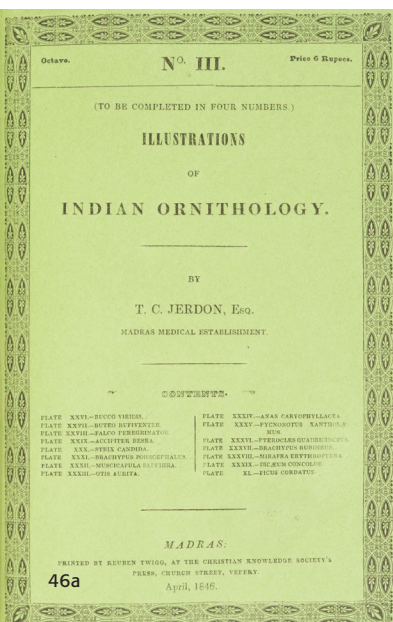 Octavo.
No. III.
Price 6 Rupees.
(TO BE COMPLETED IN FOUR NUMBERS.)
ILLUSTRATIONS
OF
INDIAN ORNITHOLOGY.
BY
T. C. JERDON, Esq.
MADRAS MEDICAL ESTABLISHMENT.
CONTENTS.
PLATE XXVI.—BUCCO VIRIDIS.
PLATE XXVII.—BUTEO RUFIVENTER.
PLATE XXVIII.—FALCO PEREGRINATOR.
PLATE XXIX.—ACCIPITER BESRA.
PLATE XXX.—STRIX CANDIDA.
PLATE XXXI.—BRACHYPUS POIOCEPHALUS.
PLATE XXXII.—MUSCICAPULA SAPPHIRA.
PLATE XXXIII.—OTIS AURITA.
PLATE XXXIV.—ANAS CARYOPHYLLACEA
PLATE XXXV.—PYCNONOTUS XANTHOLÆ
MUS.
PLATE XXXVI.—PTEROCLES QUADRICINCTUS.
PLATE XXXVII.—BRACHYPUS RUBINEUS.
PLATE XXXVIII.—MIRAFRA ERYTHROPTERA
PLATE XXXIX.—DICÆUM CONCOLOR
PLATE XL.—PICUS CORDATUS.
MADRAS:
PRINTED BY REUBEN TWIGG, AT THE CHRISTIAN KNOWLEDGE SOCIETY'S
PRESS, CHURCH STREET, VEPERY.
April, 1846.
46a